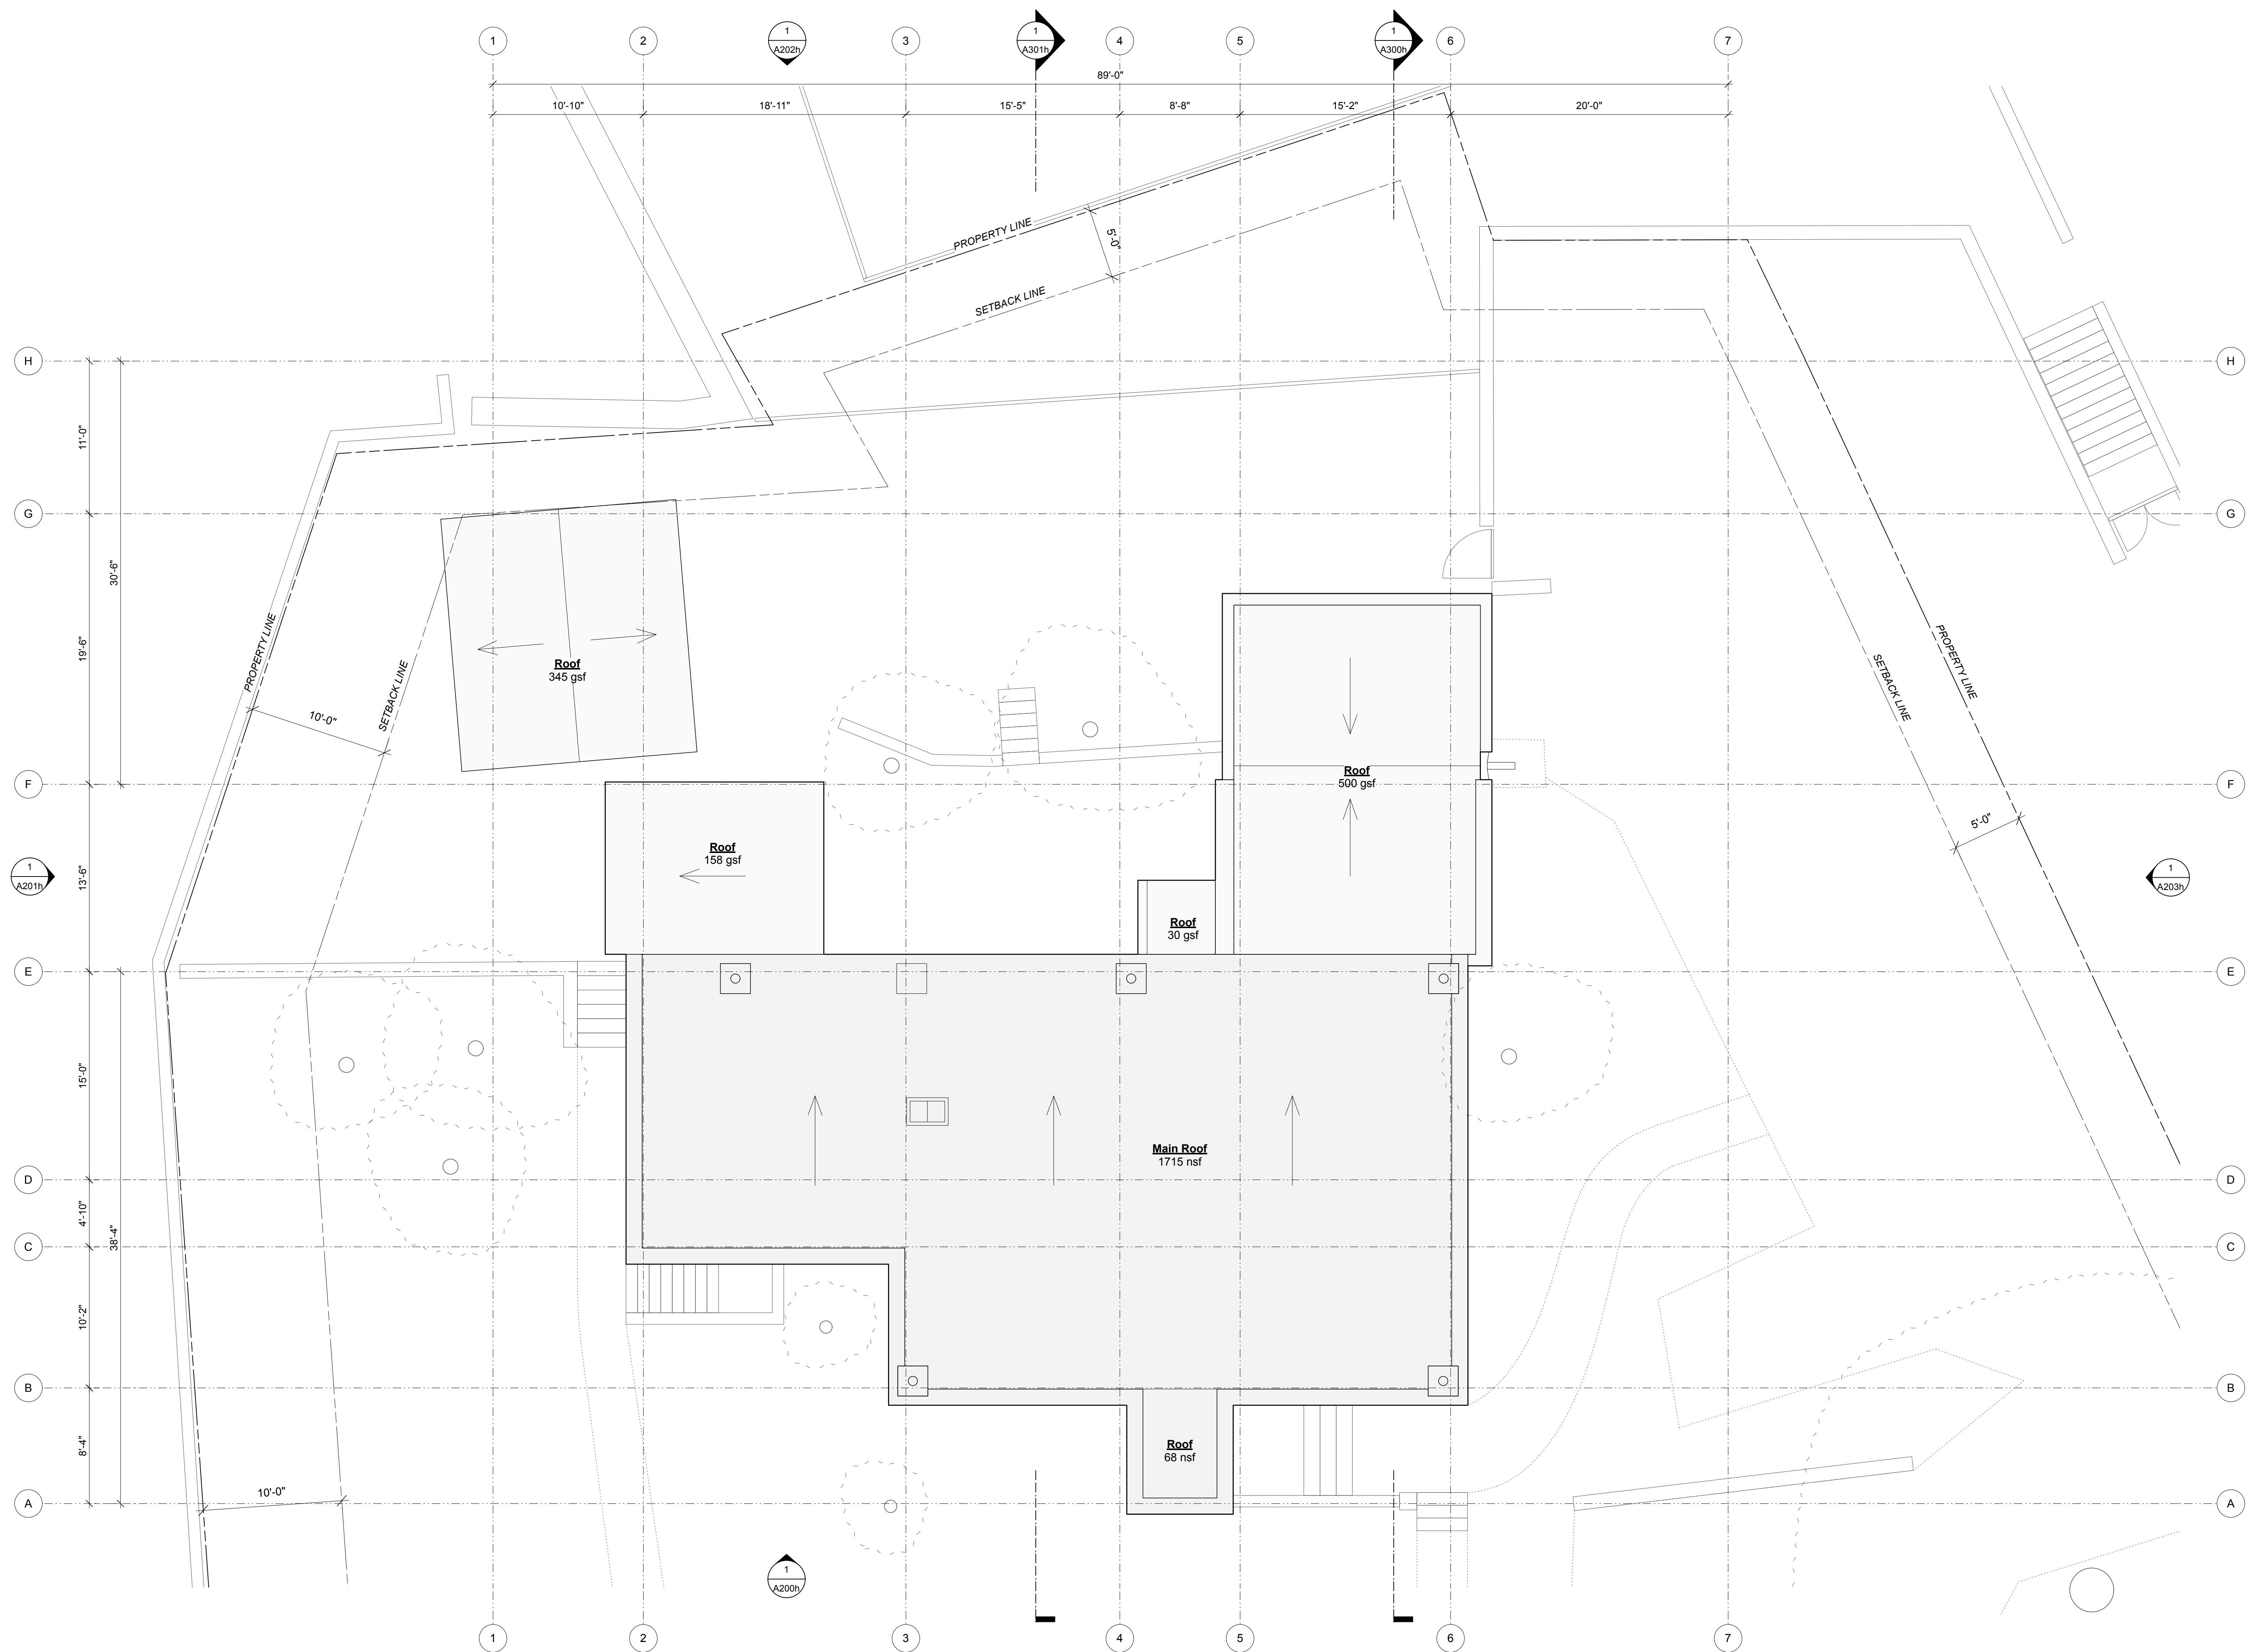 1
2
1
A202h
3
1
A301h
4
5
1
A300h
6
7
89'-0"
10'-10"
18'-11"
15'-5"
8'-8"
15'-2"
20'-0"
PROPERTY LINE
5'-0"
SETBACK LINE
H
H
11'-0"
G
G
30'-6"
19'-6"
PROPERTY LINE
SETBACK LINE
10'-0"
Roof
345 gsf
PROPERTY LINE
SETBACK LINE
Roof
500 gsf
F
F
5'-0"
Roof
158 gsf
1
A201h
13'-6"
1
A203h
Roof
30 gsf
E
E
15'-0"
Main Roof
1715 nsf
D
D
4'-10"
38'-4"
C
C
10'-2"
B
B
8'-4"
Roof
68 nsf
10'-0"
A
A
1
A200h
1
2
3
4
5
6
7